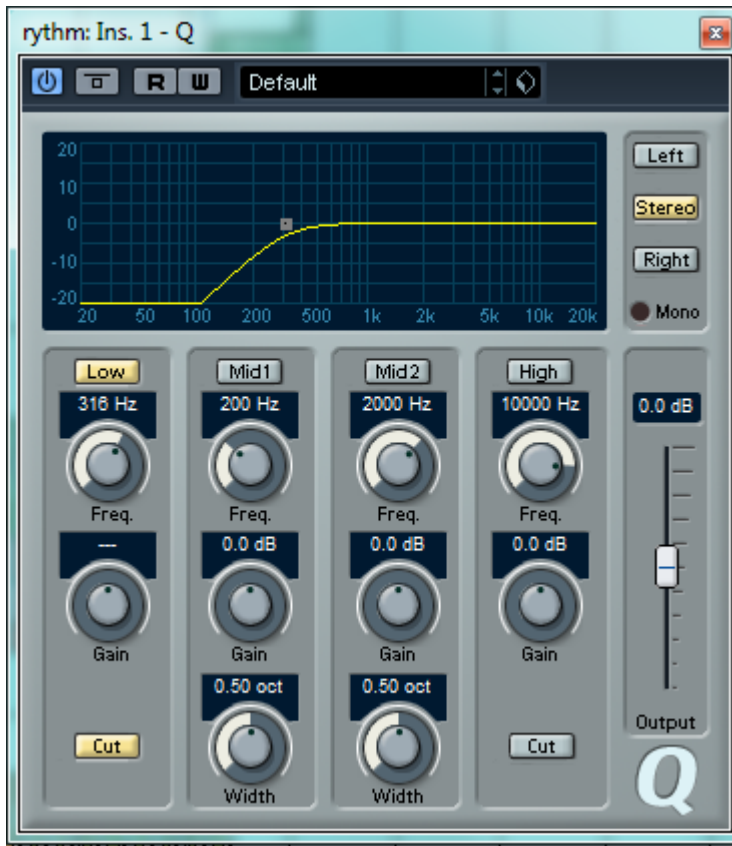 rythm: Ins. 1 - Q
R W Default
20
10
0
-10
-20
20 50 100 200 500 1k 2k 5k 10k 20k
Left
Stereo
Right
Mono
Low Mid1 Mid2 High
316 Hz 200 Hz 2000 Hz 10000 Hz 0.0 dB
Freq. Freq. Freq. Freq.
--- 0.0 dB 0.0 dB 0.0 dB
Gain Gain Gain Gain
0.50 oct 0.50 oct
Output
Cut Cut
Width Width
Q